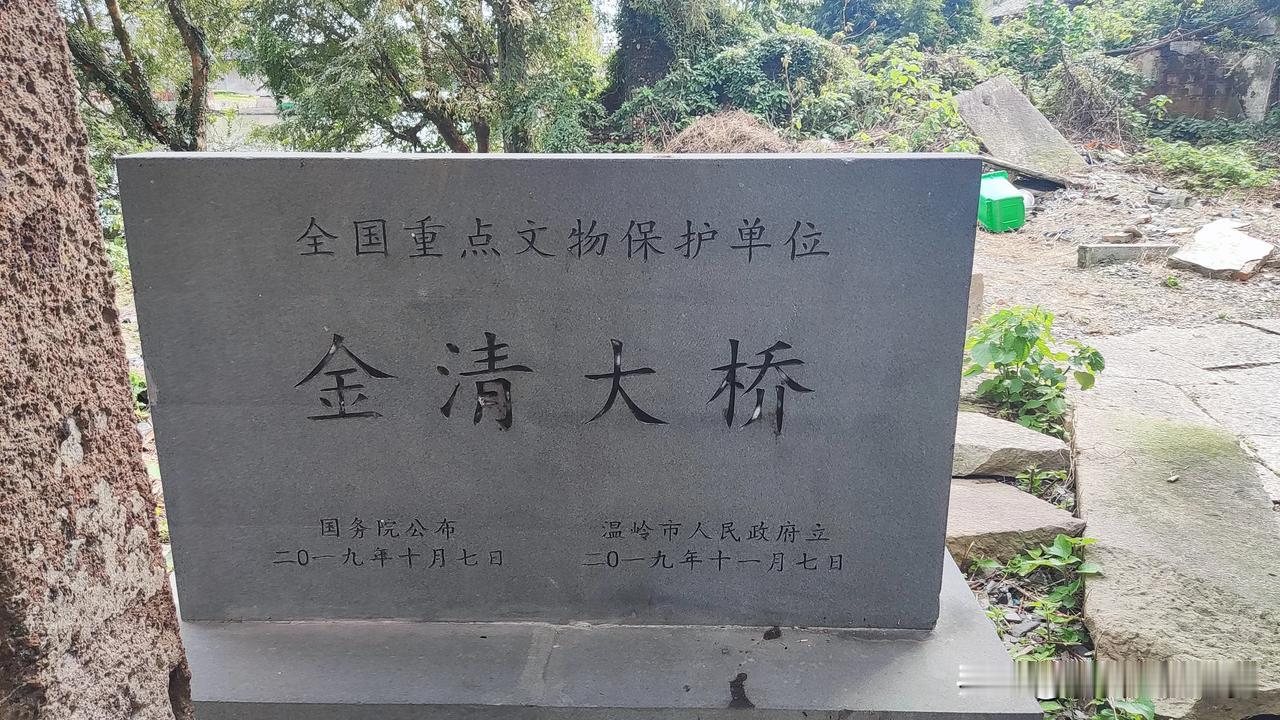 全国重点文物保护单位
金清大桥
国务院公布
二〇一九年十月七日
温岭市人民政府立
二〇一九年十一月七日